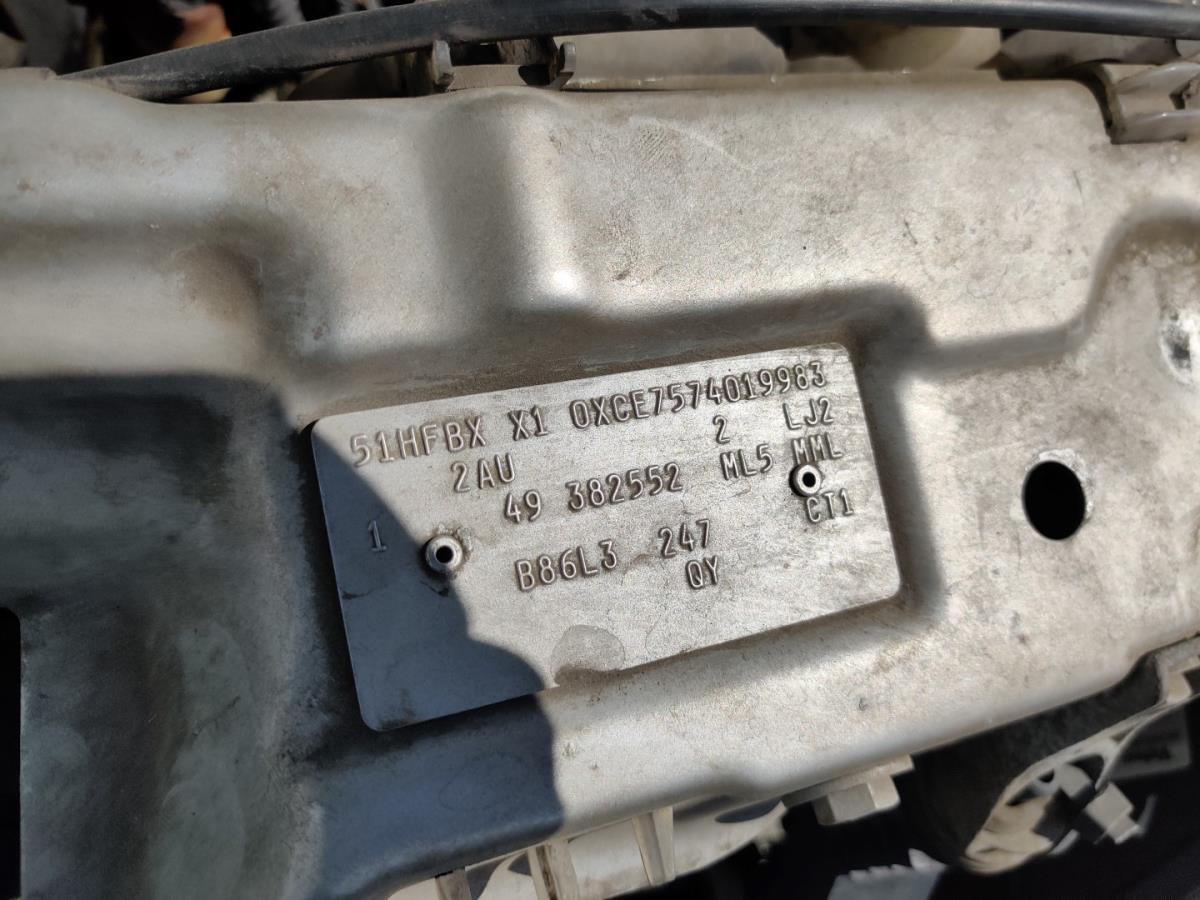 51HFBX X1 0XCE7574019983
2AU 2 LJ2
49 382552 ML5 MML
1 CT1
B86L3 247
QY